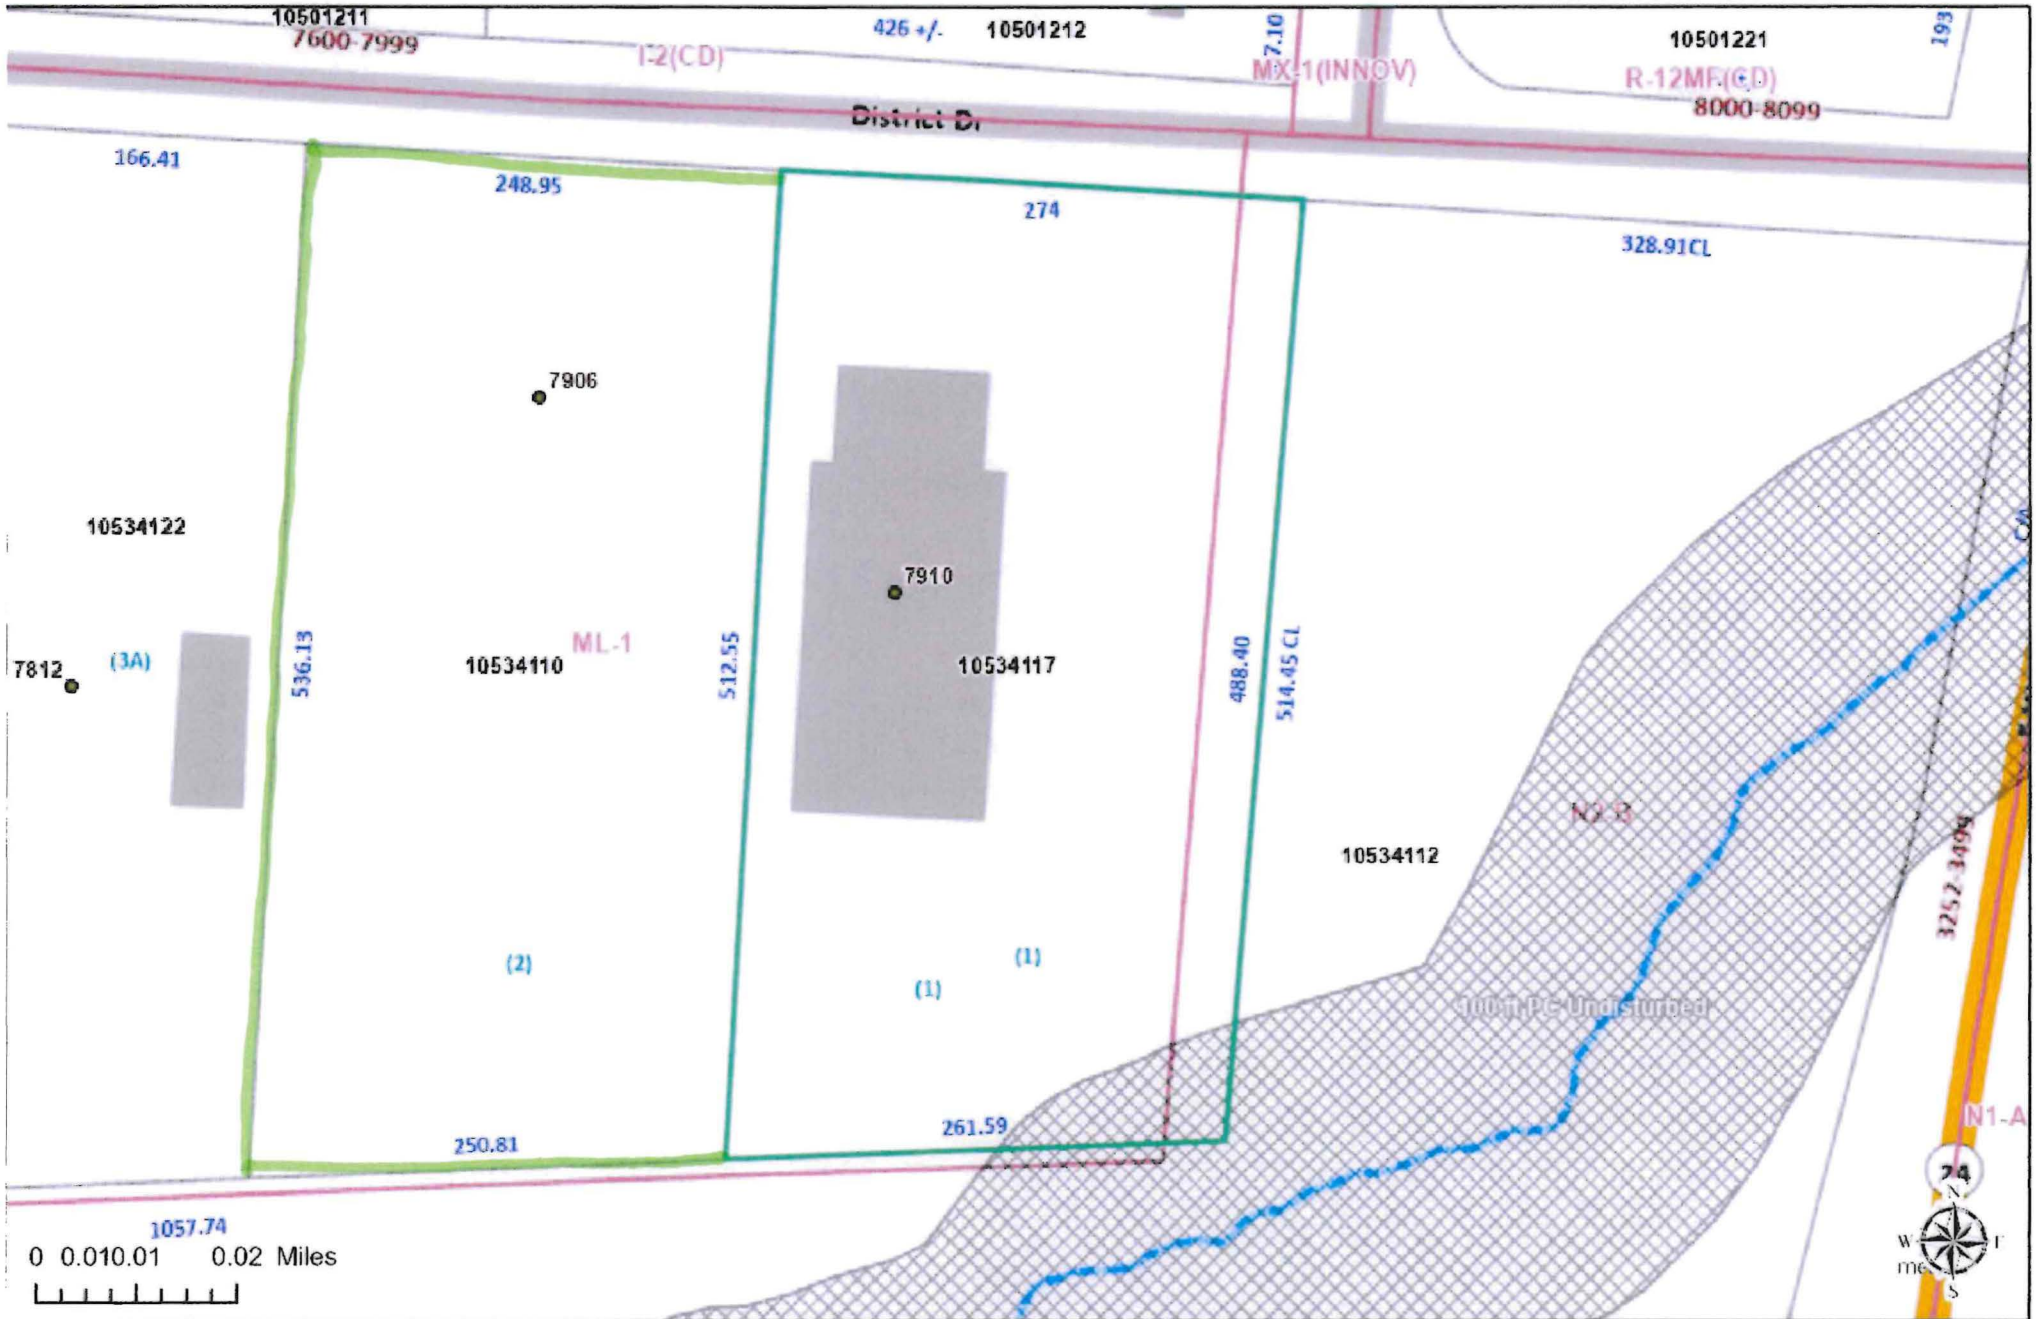 10501211
426 +/-
10501212
7.10
10501221
193
7600-7999
I-2(CD)
MX-1(INNOV)
R-12MF(CD)
8000-8099
District Dr
166.41
248.95
274
328.91CL
7906
10534122
7910
7812
(3A)
536.13
10534110
ML-1
512.55
10534117
488.40
514.45 CL
N2-B
10534112
3252-3499
(2)
(1)
(1)
100 ft PC Undisturbed
250.81
261.59
N1-A
24
1057.74
0 0.010.01 0.02 Miles
N
W
S